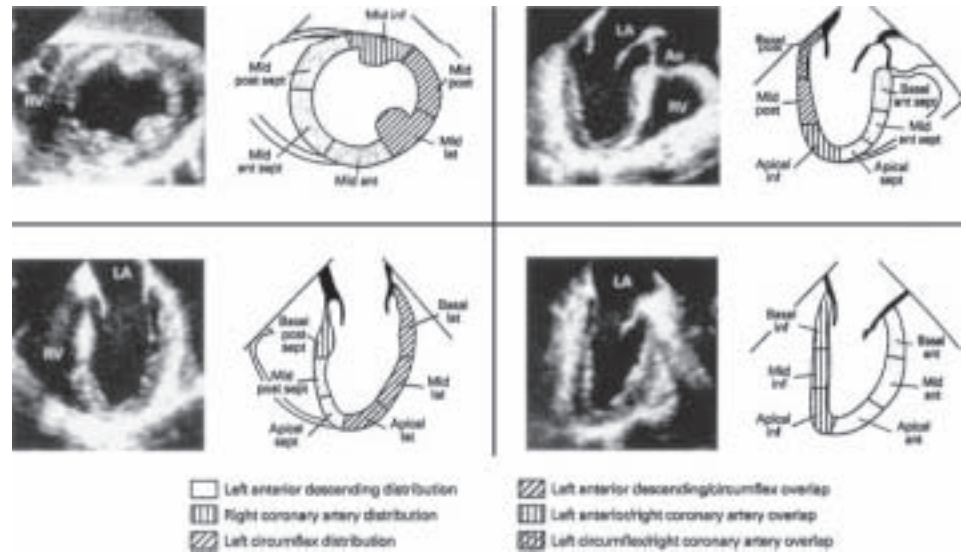 Mid inf
Mid
post sept
Mid
post
RV
Mid
ant sept
Mid
lat
Mid ant
LA
Ao
RV
Basal
post
Mid
post
Apical
inf
Basal
ant sept
Mid
ant sept
Apical
sept
LA
RV
Basal
post
sept
Mid
post sept
Apical
sept
Basal
lat
Mid
lat
Apical
lat
LA
Basal
inf
Mid
inf
Apical
inf
Basal
ant
Mid
ant
Apical
ant
Left anterior descending distribution
Right coronary artery distribution
Left circumflex distribution
Left anterior descending/circumflex overlap
Left anterior/right coronary artery overlap
Left circumflex/right coronary artery overlap